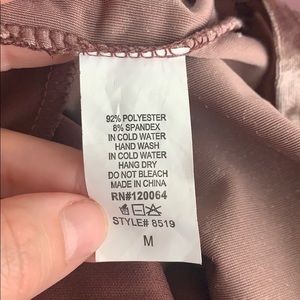 92% POLYESTER
8% SPANDEX
IN COLD WATER
HAND WASH
IN COLD WATER
HANG DRY
DO NOT BLEACH
MADE IN CHINA
RN#120064
STYLE# 8519
M